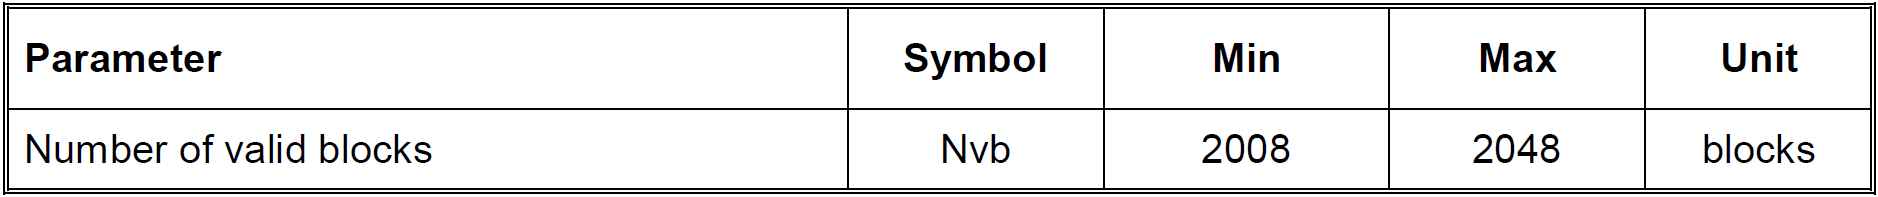 Parameter Symbol Min Max Unit
Number of valid blocks Nvb 2008 2048 blocks